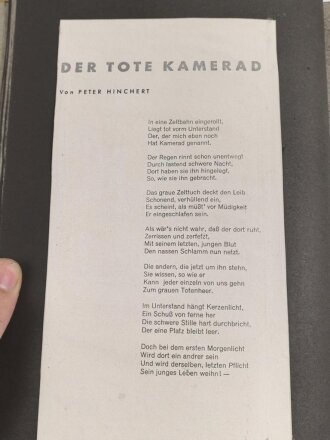 DER TOTE KAMERAD
Von PETER HINCHERT
In eine Zeltbahn eingerollt,
Liegt tot vorm Unterstand
Der, der mich eben noch
Hat Kamerad genannt.
Der Regen rinnt schon unentwegt
Durch lastend schwere Nacht,
Dort haben sie ihn hingelegt,
So, wie sie ihn gebracht.
Das graue Zelttuch deckt den Leib
Schonend, verhüllend ein,
Es scheint, als müßt' vor Müdigkeit
Er eingeschlafen sein.
Als wär's nicht wahr, daß der dort ruht,
Zerrissen und zerfetzt,
Mit seinem letzten, jungen Blut
Den nassen Schlamm nun netzt.
Die andern, die jetzt um ihn stehn,
Sie wissen, so wie er
Kann jeder einzeln von uns gehn
Zum grauen Totenheer.
Im Unterstand hängt Kerzenlicht,
Ein Schuß von ferne her
Die schwere Stille hart durchbricht.
Der eine Platz bleibt leer.
Doch bei dem ersten Morgenlicht
Wird dort ein andrer sein
Und wird derselben, letzten Pflicht
Sein junges Leben weihn! —